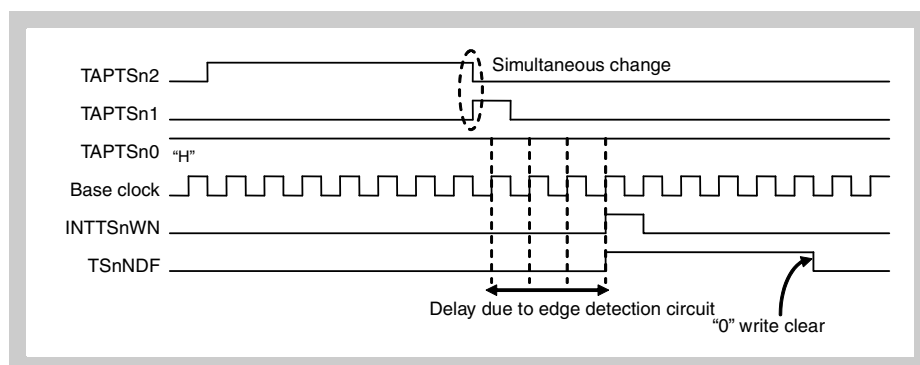 TAPTSn2
Simultaneous change
TAPTSn1
TAPTSn0 “H”
Base clock
INTTSnWN
TSnNDF
Delay due to edge detection circuit
“0” write clear